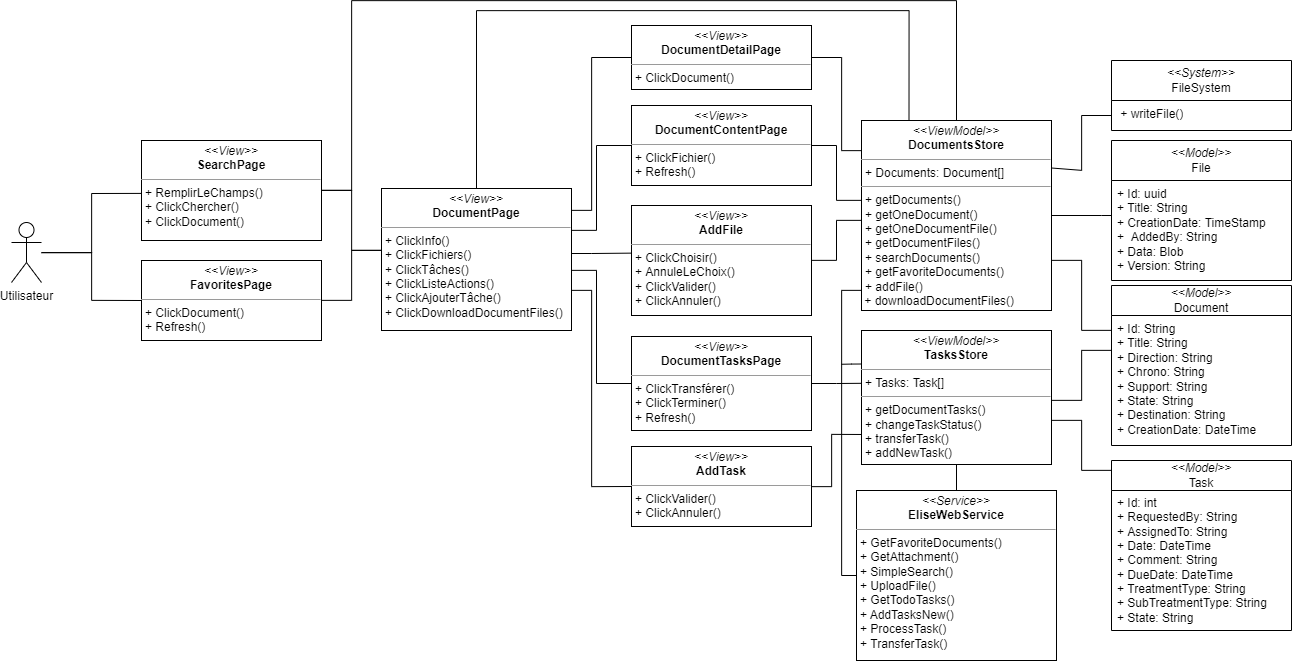 Utilisateur
<<View>>
SearchPage
+ RemplirLeChamps()
+ ClickChercher()
+ ClickDocument()
<<View>>
FavoritesPage
+ ClickDocument()
+ Refresh()
<<View>>
DocumentPage
+ ClickInfo()
+ ClickFichiers()
+ ClickTâches()
+ ClickListeActions()
+ ClickAjouterTâche()
+ ClickDownloadDocumentFiles()
<<View>>
DocumentDetailPage
+ ClickDocument()
<<View>>
DocumentContentPage
+ ClickFichier()
+ Refresh()
<<View>>
AddFile
+ ClickChoisir()
+ AnnuleLeChoix()
+ ClickValider()
+ ClickAnnuler()
<<View>>
DocumentTasksPage
+ ClickTransférer()
+ ClickTerminer()
+ Refresh()
<<View>>
AddTask
+ ClickValider()
+ ClickAnnuler()
<<ViewModel>>
DocumentsStore
+ Documents: Document[]
+ getDocuments()
+ getOneDocument()
+ getOneDocumentFile()
+ getDocumentFiles()
+ searchDocuments()
+ getFavoriteDocuments()
+ addFile()
+ downloadDocumentFiles()
<<ViewModel>>
TasksStore
+ Tasks: Task[]
+ getDocumentTasks()
+ changeTaskStatus()
+ transferTask()
+ addNewTask()
<<Service>>
EliseWebService
+ GetFavoriteDocuments()
+ GetAttachment()
+ SimpleSearch()
+ UploadFile()
+ GetTodoTasks()
+ AddTasksNew()
+ ProcessTask()
+ TransferTask()
<<System>>
FileSystem
+ writeFile()
<<Model>>
File
+ Id: uuid
+ Title: String
+ CreationDate: TimeStamp
+ AddedBy: String
+ Data: Blob
+ Version: String
<<Model>>
Document
+ Id: String
+ Title: String
+ Direction: String
+ Chrono: String
+ Support: String
+ State: String
+ Destination: String
+ CreationDate: DateTime
<<Model>>
Task
+ Id: int
+ RequestedBy: String
+ AssignedTo: String
+ Date: DateTime
+ Comment: String
+ DueDate: DateTime
+ TreatmentType: String
+ SubTreatmentType: String
+ State: String